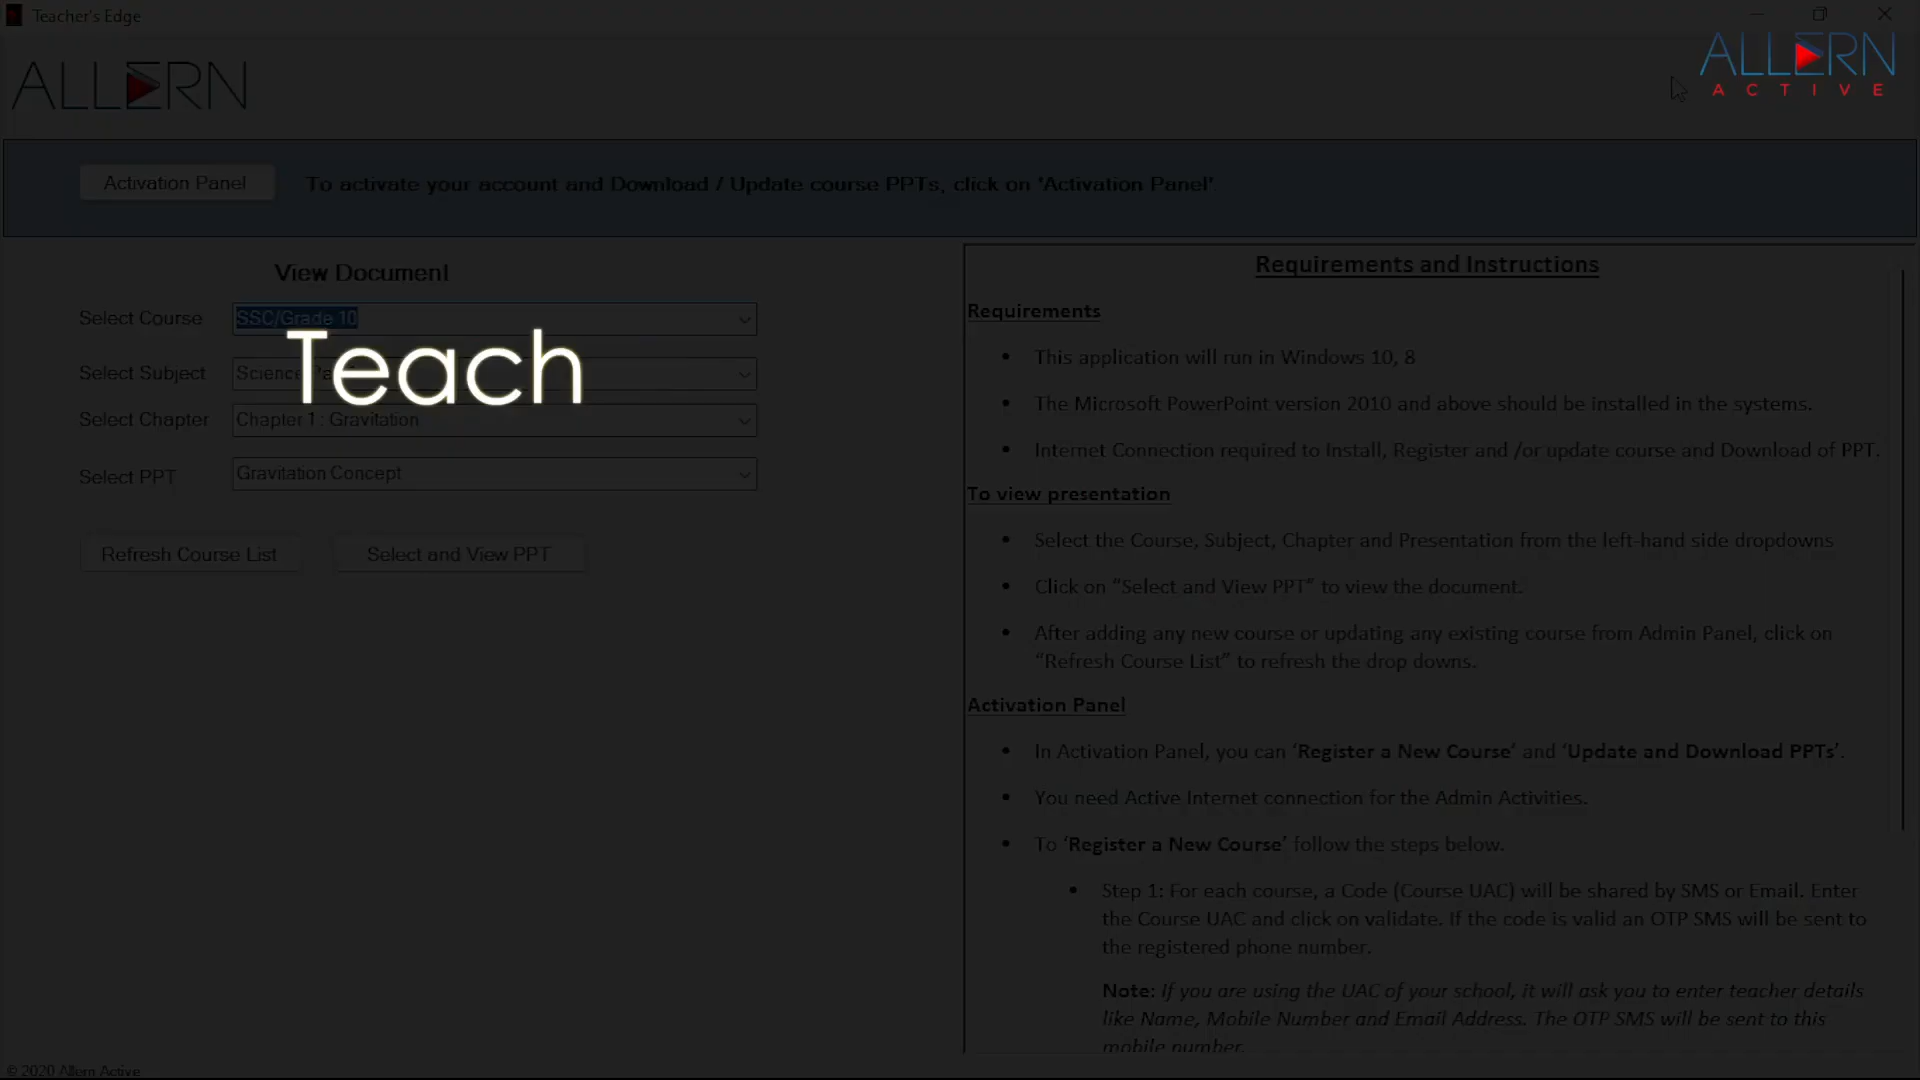 Teacher's Edge
ALLERN
ALLERN
ACTIVE
Activation Panel
To activate your account and Download / Update course PPTs, click on 'Activation Panel'
View Document
Select Course
SSC/Grade 10
Teach
Select Subject
Science
Select Chapter
Chapter 1 : Gravitation
Select PPT
Gravitation Concept
Refresh Course List
Select and View PPT
Requirements and Instructions
Requirements
• This application will run in Windows 10, 8
• The Microsoft PowerPoint version 2010 and above should be installed in the systems.
• Internet Connection required to Install, Register and /or update course and Download of PPT.
To view presentation
• Select the Course, Subject, Chapter and Presentation from the left-hand side dropdowns
• Click on “Select and View PPT” to view the document.
• After adding any new course or updating any existing course from Admin Panel, click on
“Refresh Course List” to refresh the drop downs.
Activation Panel
• In Activation Panel, you can ‘Register a New Course’ and ‘Update and Download PPTs’.
• You need Active Internet connection for the Admin Activities.
• To ‘Register a New Course’ follow the steps below.
• Step 1: For each course, a Code (Course UAC) will be shared by SMS or Email. Enter
the Course UAC and click on validate. If the code is valid an OTP SMS will be sent to
the registered phone number.
Note: If you are using the UAC of your school, it will ask you to enter teacher details
like Name, Mobile Number and Email Address. The OTP SMS will be sent to this
mobile number.
© 2020 Allern Active